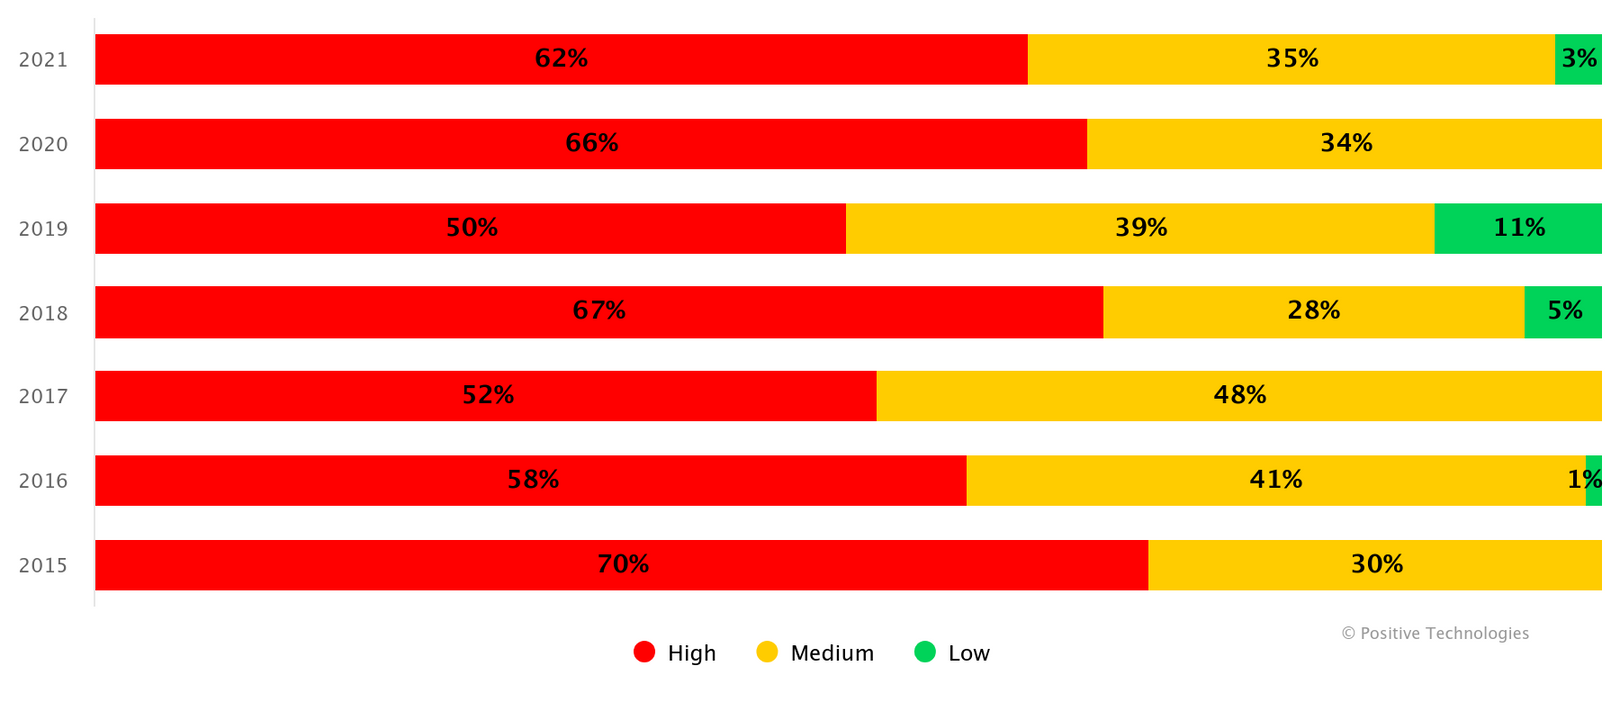 2021 62% 35% 3%
2020 66% 34%
2019 50% 39% 11%
2018 67% 28% 5%
2017 52% 48%
2016 58% 41% 1%
2015 70% 30%
© Positive Technologies
High Medium Low